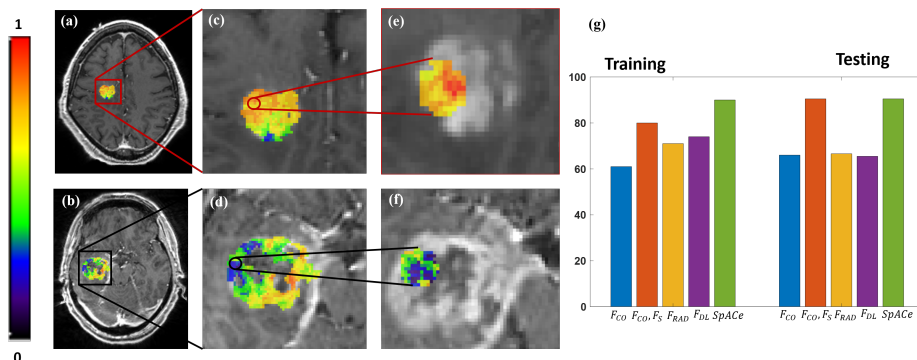 1
0
(a)
(b)
(c)
(d)
(e)
(f)
(g)
Training
Testing
100
80
60
40
20
0
F_CO F_CO, F_S F_RAD F_DL SpACe
F_CO F_CO, F_S F_RAD F_DL SpACe